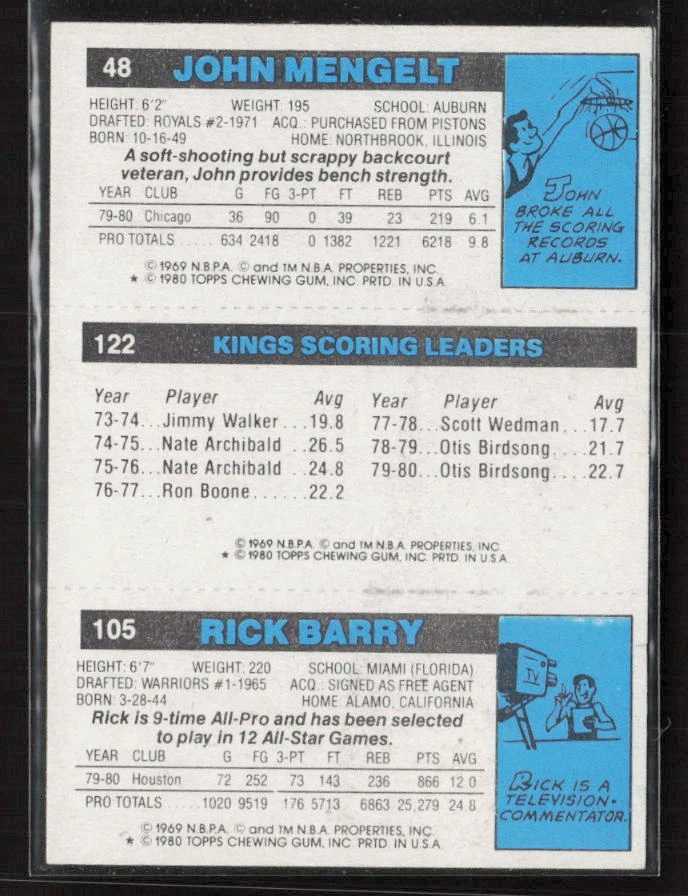 48 JOHN MENGELT
HEIGHT: 6'2" WEIGHT: 195 SCHOOL: AUBURN
DRAFTED: ROYALS #2-1971 ACQ.: PURCHASED FROM PISTONS
BORN: 10-16-49 HOME: NORTHBROOK, ILLINOIS
A soft-shooting but scrappy backcourt
veteran, John provides bench strength.
YEAR CLUB G FG 3-PT FT REB PTS AVG
79-80 Chicago 36 90 0 39 23 219 6.1
PRO TOTALS ..... 634 2418 0 1382 1221 6218 9.8
© 1969 N.B.P.A. © and TM N.B.A. PROPERTIES, INC.
★ © 1980 TOPPS CHEWING GUM, INC. PRTD. IN U.S.A.
JOHN
BROKE ALL
THE SCORING
RECORDS
AT AUBURN.
122 KINGS SCORING LEADERS
Year Player Avg Year Player Avg
73-74...Jimmy Walker...19.8 77-78...Scott Wedman...17.7
74-75...Nate Archibald..26.5 78-79...Otis Birdsong....21.7
75-76...Nate Archibald..24.8 79-80...Otis Birdsong....22.7
76-77...Ron Boone......22.2
© 1969 N.B.P.A. © and TM N.B.A. PROPERTIES, INC.
★ © 1980 TOPPS CHEWING GUM, INC. PRTD. IN U.S.A.
105 RICK BARRY
HEIGHT: 6'7" WEIGHT: 220 SCHOOL: MIAMI (FLORIDA)
DRAFTED: WARRIORS #1-1965 ACQ.: SIGNED AS FREE AGENT
BORN: 3-28-44 HOME: ALAMO, CALIFORNIA
Rick is 9-time All-Pro and has been selected
to play in 12 All-Star Games.
YEAR CLUB G FG 3-PT FT REB PTS AVG
79-80 Houston 72 252 73 143 236 866 12.0
PRO TOTALS ..... 1020 9519 176 5713 6863 25,279 24.8
© 1969 N.B.P.A. © and TM N.B.A. PROPERTIES, INC.
★ © 1980 TOPPS CHEWING GUM, INC. PRTD. IN U.S.A.
TV
RICK IS A
TELEVISION-
COMMENTATOR.